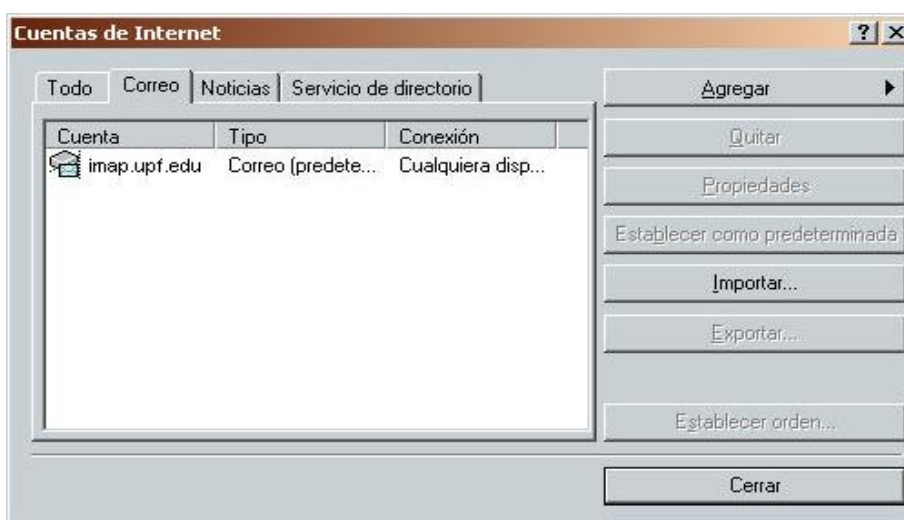 Cuentas de Internet
Todo Correo Noticias Servicio de directorio
Cuenta Tipo Conexión
imap.upf.edu Correo (predete... Cualquiera disp...
Agregar
Quitar
Propiedades
Establecer como predeterminada
Importar...
Exportar...
Establecer orden...
Cerrar